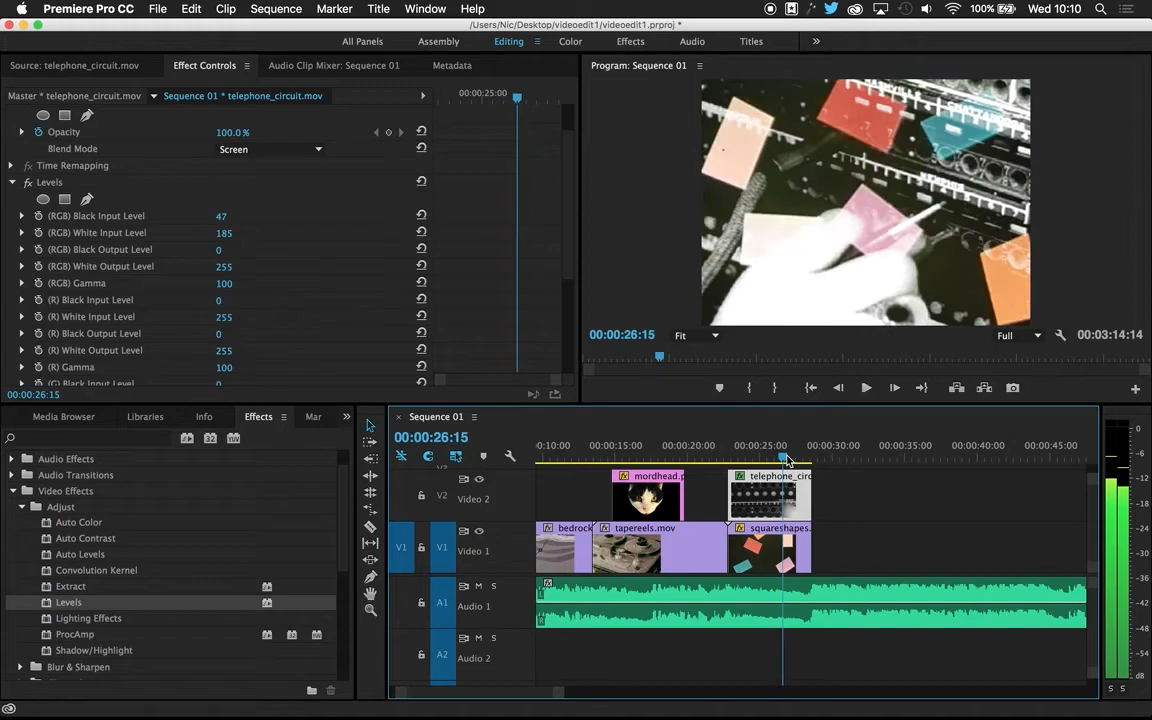 Premiere Pro CC File Edit Clip Sequence Marker Title Window Help 100% Wed 10:10
/Users/Nic/Desktop/videoedit1/videoedit1.prproj *
All Panels Assembly Editing Color Effects Audio Titles
Source: telephone_circuit.mov Effect Controls Audio Clip Mixer: Sequence 01 Metadata Program: Sequence 01
Master * telephone_circuit.mov Sequence 01 * telephone_circuit.mov 00:00:25:00
NASHVILLE CHATTANOOGA
MEMPHIS
Opacity 100.0 %
Blend Mode Screen
Time Remapping
Levels
(RGB) Black Input Level 47
(RGB) White Input Level 185
(RGB) Black Output Level 0
(RGB) White Output Level 255
(RGB) Gamma 100
(R) Black Input Level 0
(R) White Input Level 255
(R) Black Output Level 0
(R) White Output Level 255
(R) Gamma 100
(G) Black Input Level 0
00:00:26:15
00:00:26:15 Fit Full 00:03:14:14
Media Browser Libraries Info Effects Mar
Audio Effects
Audio Transitions
Video Effects
Adjust
Auto Color
Auto Contrast
Auto Levels
Convolution Kernel
Extract
Levels
Lighting Effects
ProcAmp
Shadow/Highlight
Blur & Sharpen
Sequence 01
00:00:26:15
0:10:00 00:00:15:00 00:00:20:00 00:00:25:00 00:00:30:00 00:00:35:00 00:00:40:00 00:00:45:00
V2 Video 2 mordhead.p telephone_circ
V1 V1 Video 1 bedrock tapereels.mov squareshapes.
A1 M S Audio 1
L
R
A2 M S Audio 2
0
-6
-12
-18
-24
-30
-36
-42
-48
-54
dB
S S